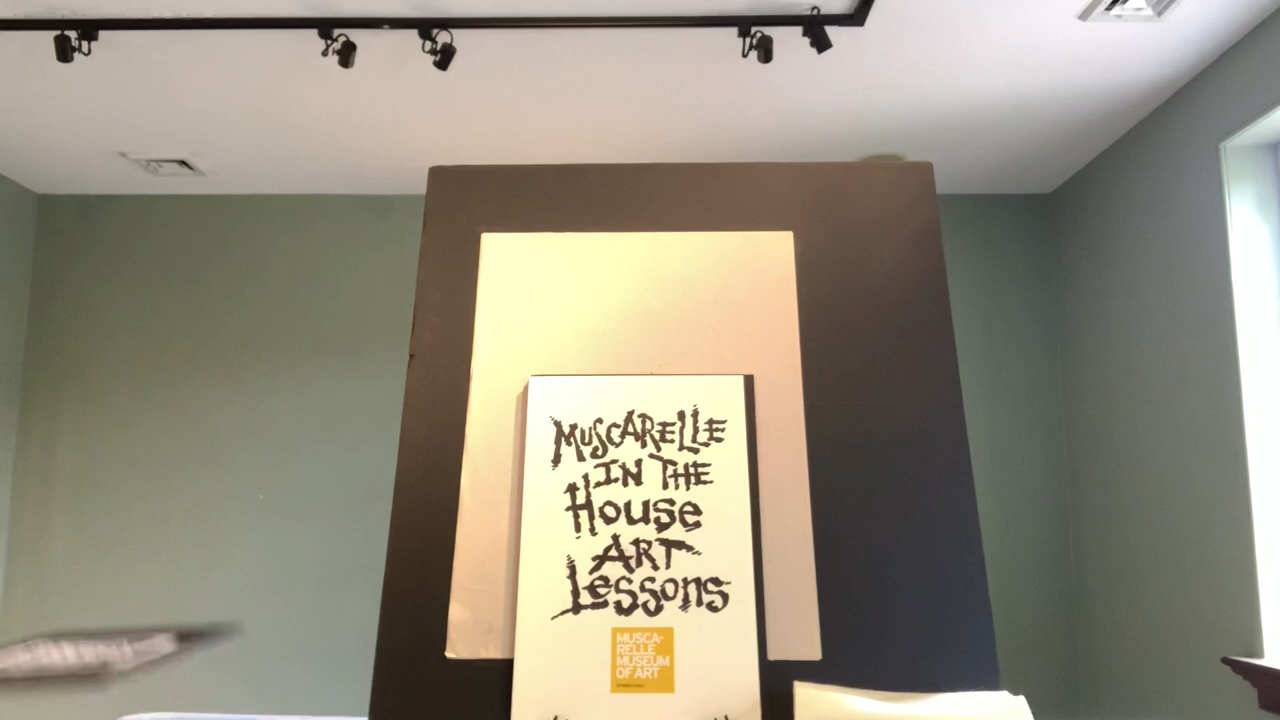 MUSCARELLE
IN THE
House
ART
Lessons
MUSCA-
RELLE
MUSEUM
OF ART